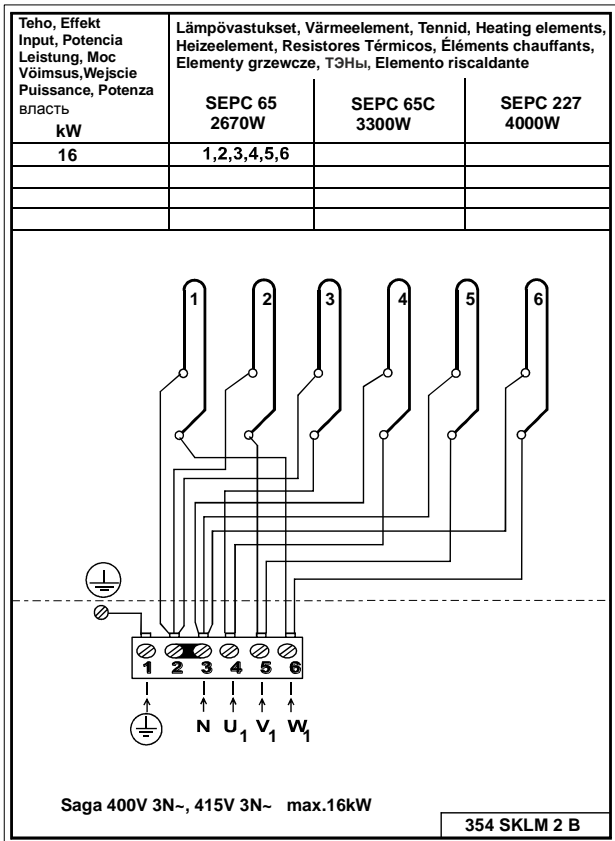 Teho, Effekt
Input, Potencia
Leistung, Moc
Vöimsus,Wejscie
Puissance, Potenza
власть
kW
Lämpövastukset, Värmeelement, Tennid, Heating elements,
Heizeelement, Resistores Térmicos, Éléments chauffants,
Elementy grzewcze, ТЭНы, Elemento riscaldante
SEPC 65
2670W
SEPC 65C
3300W
SEPC 227
4000W
16
1,2,3,4,5,6
1
2
3
4
5
6
1
2
3
4
5
6
N U1 V1 W1
Saga 400V 3N~, 415V 3N~ max.16kW
354 SKLM 2 B